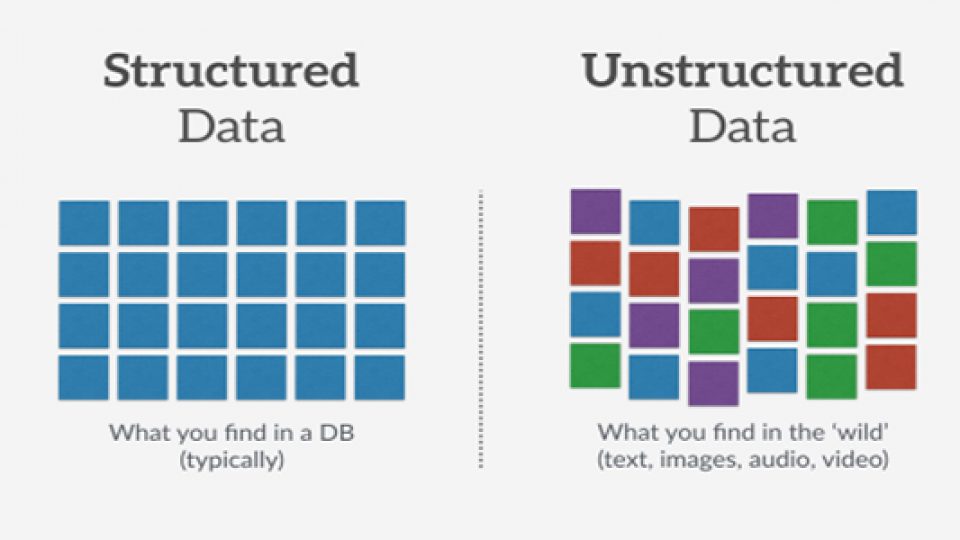 Structured
Data
What you find in a DB
(typically)
Unstructured
Data
What you find in the ‘wild’
(text, images, audio, video)